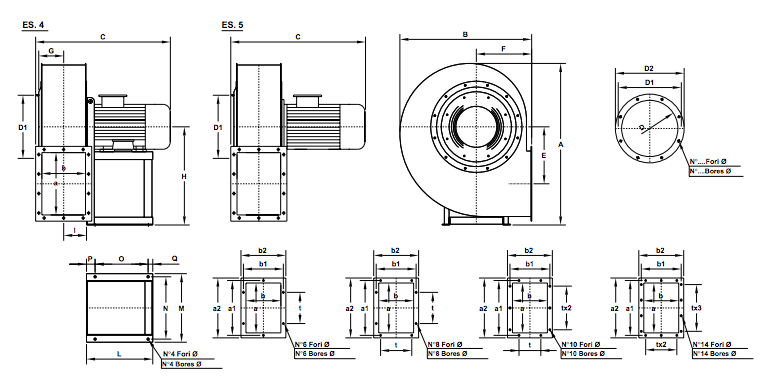 ES. 4
ES. 5
C
G
D1
b
a
H
I
C
D1
B
F
A
E
D2
D1
D
N°....Fori Ø
N°....Bores Ø
P
O
Q
N
M
L
N°4 Fori Ø
N°4 Bores Ø
b2
b1
b
a
a1
a2
t
N°6 Fori Ø
N°6 Bores Ø
b2
b1
b
a
a1
a2
t
t
N°8 Fori Ø
N°8 Bores Ø
b2
b1
b
a
a1
a2
tx2
t
N°10 Fori Ø
N°10 Bores Ø
b2
b1
b
a
a1
a2
tx3
tx2
N°14 Fori Ø
N°14 Bores Ø